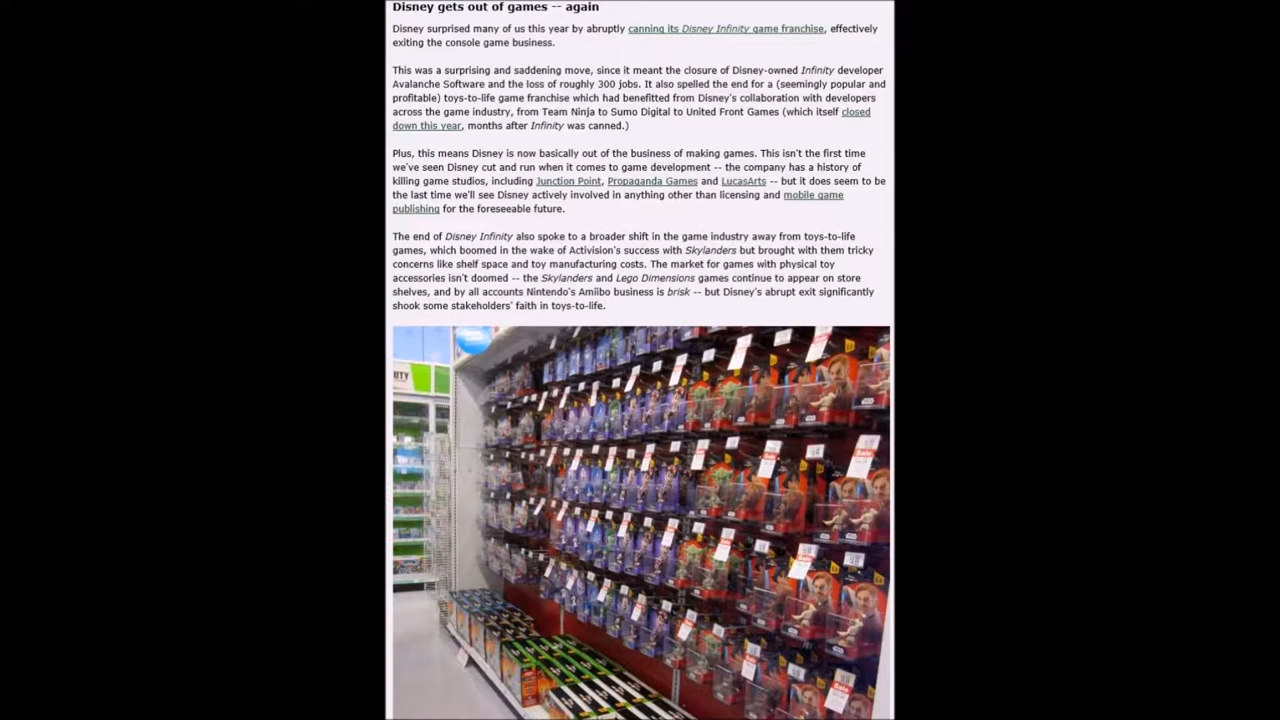 Disney gets out of games -- again
Disney surprised many of us this year by abruptly canning its Disney Infinity game franchise, effectively
exiting the console game business.
This was a surprising and saddening move, since it meant the closure of Disney-owned Infinity developer
Avalanche Software and the loss of roughly 300 jobs. It also spelled the end for a (seemingly popular and
profitable) toys-to-life game franchise which had benefitted from Disney's collaboration with developers
across the game industry, from Team Ninja to Sumo Digital to United Front Games (which itself closed
down this year, months after Infinity was canned.)
Plus, this means Disney is now basically out of the business of making games. This isn't the first time
we've seen Disney cut and run when it comes to game development -- the company has a history of
killing game studios, including Junction Point, Propaganda Games and LucasArts -- but it does seem to be
the last time we'll see Disney actively involved in anything other than licensing and mobile game
publishing for the foreseeable future.
The end of Disney Infinity also spoke to a broader shift in the game industry away from toys-to-life
games, which boomed in the wake of Activision's success with Skylanders but brought with them tricky
concerns like shelf space and toy manufacturing costs. The market for games with physical toy
accessories isn't doomed -- the Skylanders and Lego Dimensions games continue to appear on store
shelves, and by all accounts Nintendo's Amiibo business is brisk -- but Disney's abrupt exit significantly
shook some stakeholders' faith in toys-to-life.
UTY